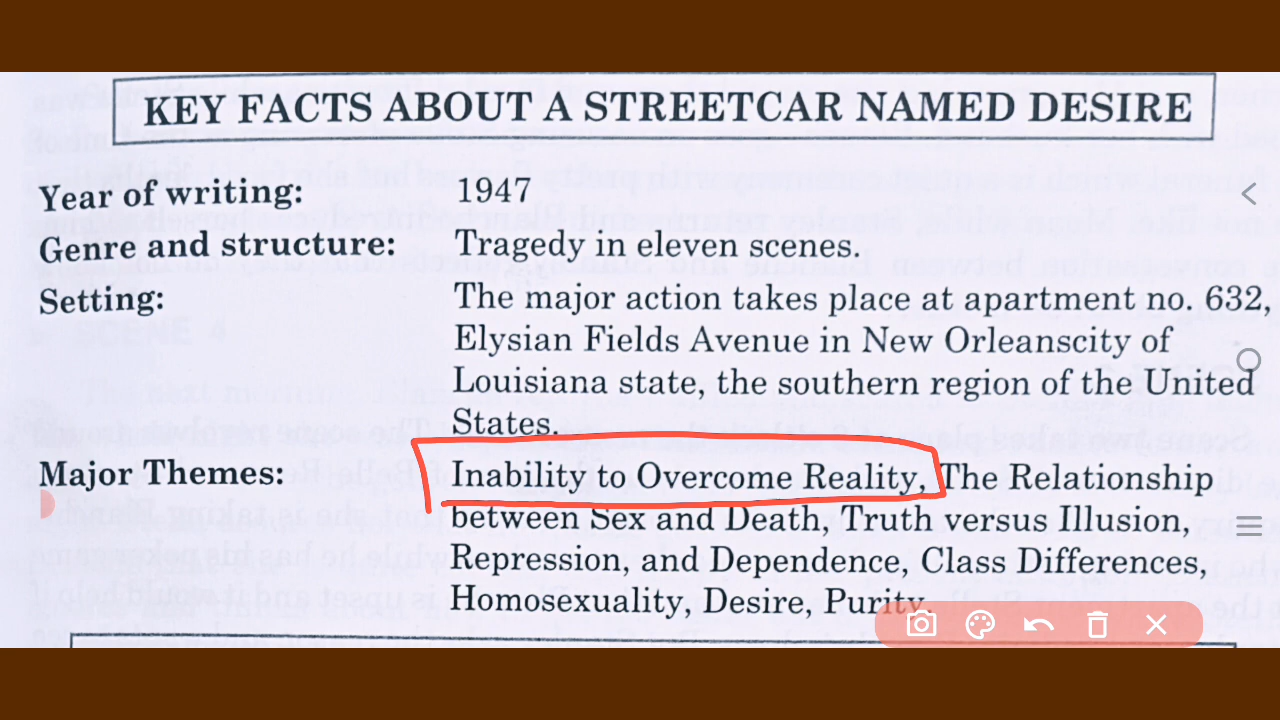 KEY FACTS ABOUT A STREETCAR NAMED DESIRE
Year of writing: 1947
Genre and structure: Tragedy in eleven scenes.
Setting: The major action takes place at apartment no. 632,
Elysian Fields Avenue in New Orleanscity of
Louisiana state, the southern region of the United
States.
Major Themes: Inability to Overcome Reality, The Relationship
between Sex and Death, Truth versus Illusion,
Repression, and Dependence, Class Differences,
Homosexuality, Desire, Purity.